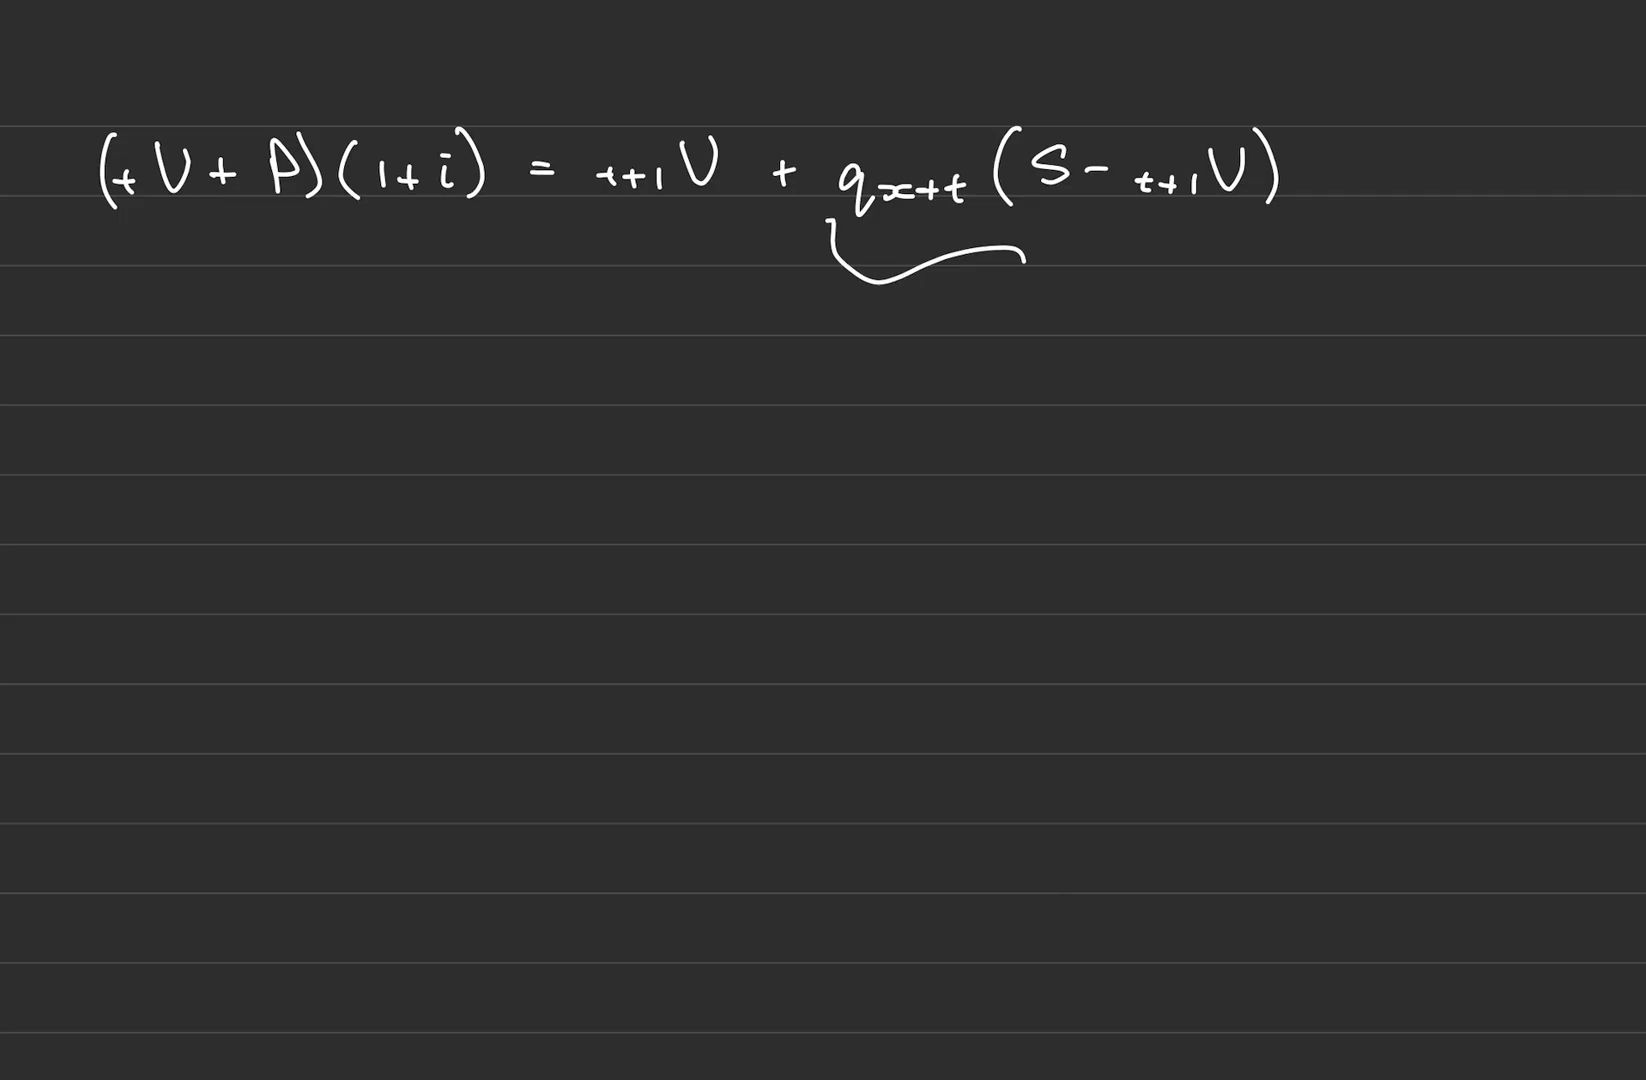 (ₜV + P)(1+i) = ₜ₊₁V + qₓ₊ₜ(S - ₜ₊₁V)